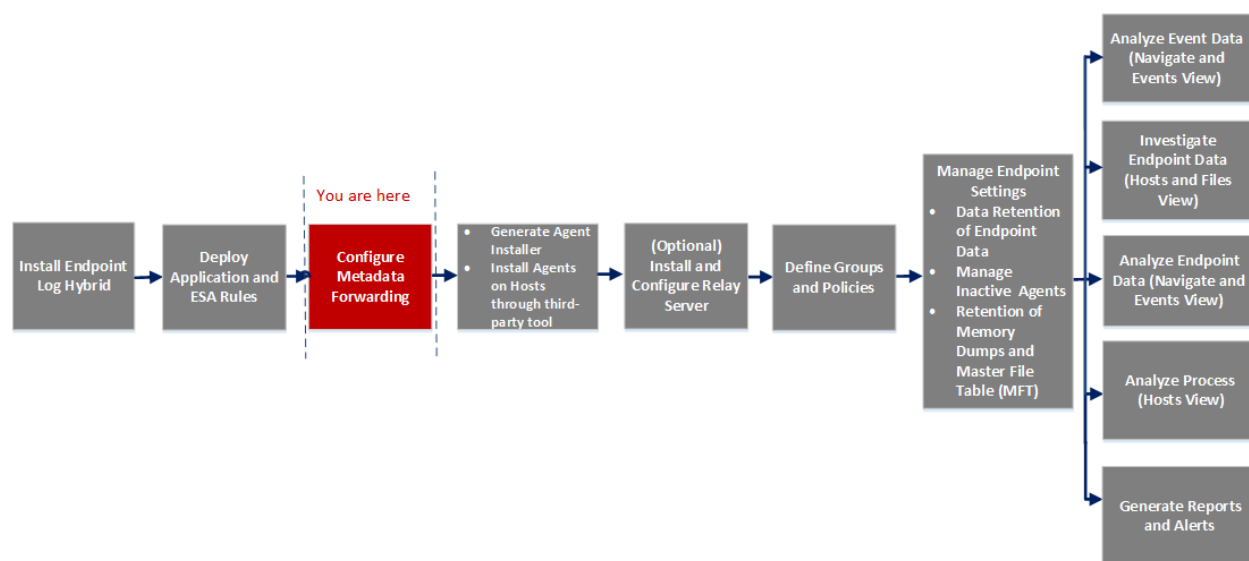 You are here
Install Endpoint
Log Hybrid
Deploy
Application and
ESA Rules
Configure
Metadata
Forwarding
• Generate Agent
Installer
• Install Agents
on Hosts
through third-
party tool
(Optional)
Install and
Configure Relay
Server
Define Groups
and Policies
Manage Endpoint
Settings
• Data Retention
of Endpoint
Data
• Manage
Inactive Agents
• Retention of
Memory
Dumps and
Master File
Table (MFT)
Analyze Event Data
(Navigate and
Events View)
Investigate
Endpoint Data
(Hosts and Files
View)
Analyze Endpoint
Data (Navigate and
Events View)
Analyze Process
(Hosts View)
Generate Reports
and Alerts